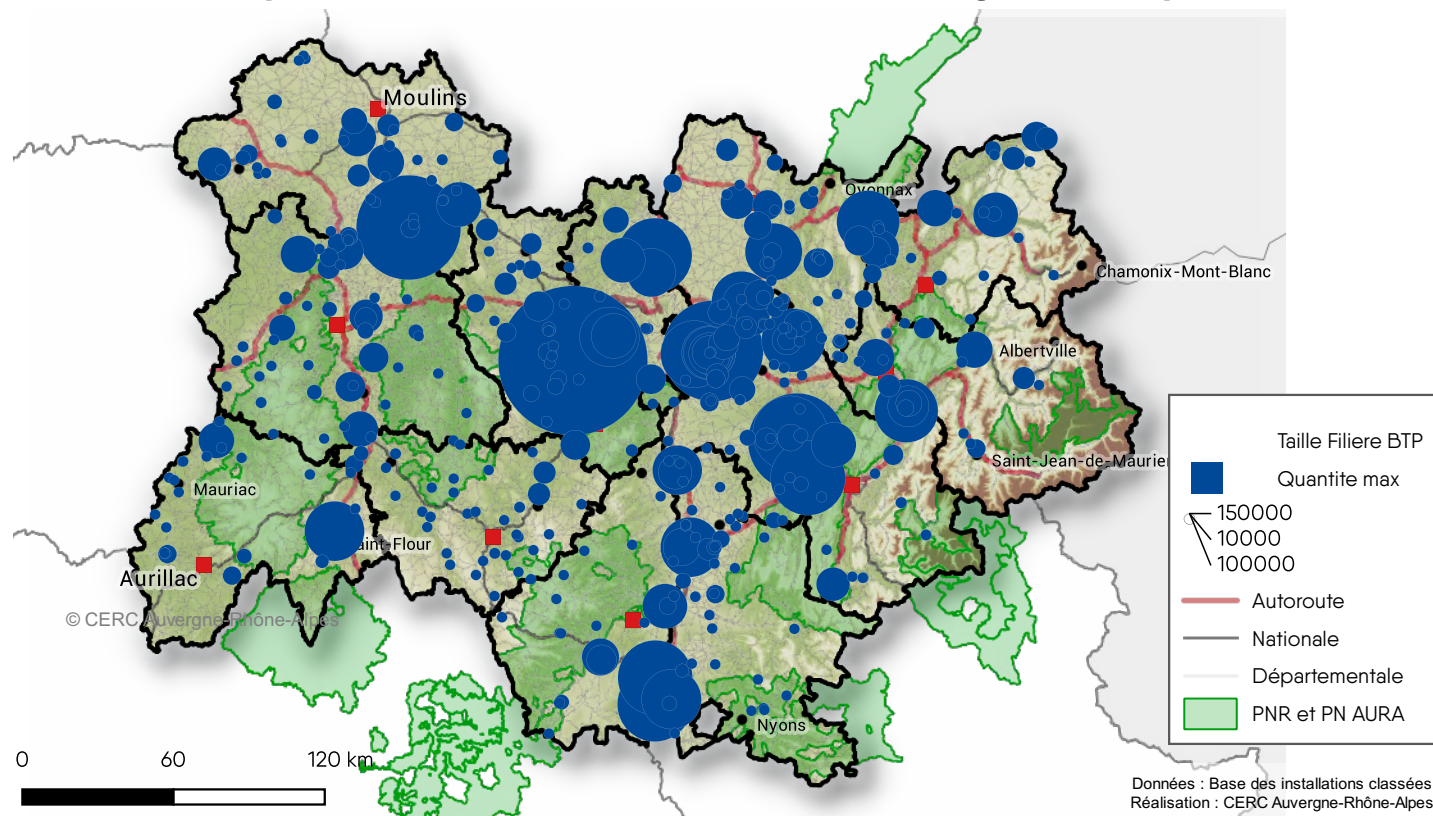 Moulins
Oyonnax
Chamonix-Mont-Blanc
Albertville
Saint-Jean-de-Maurien
Mauriac
aint-Flour
Aurillac
© CERC Auvergne-Rhône-Alpes
Nyons
Taille Filiere BTP
Quantite max
150000
10000
100000
Autoroute
Nationale
Départementale
PNR et PN AURA
0 60 120 km
Données : Base des installations classées
Réalisation : CERC Auvergne-Rhône-Alpes